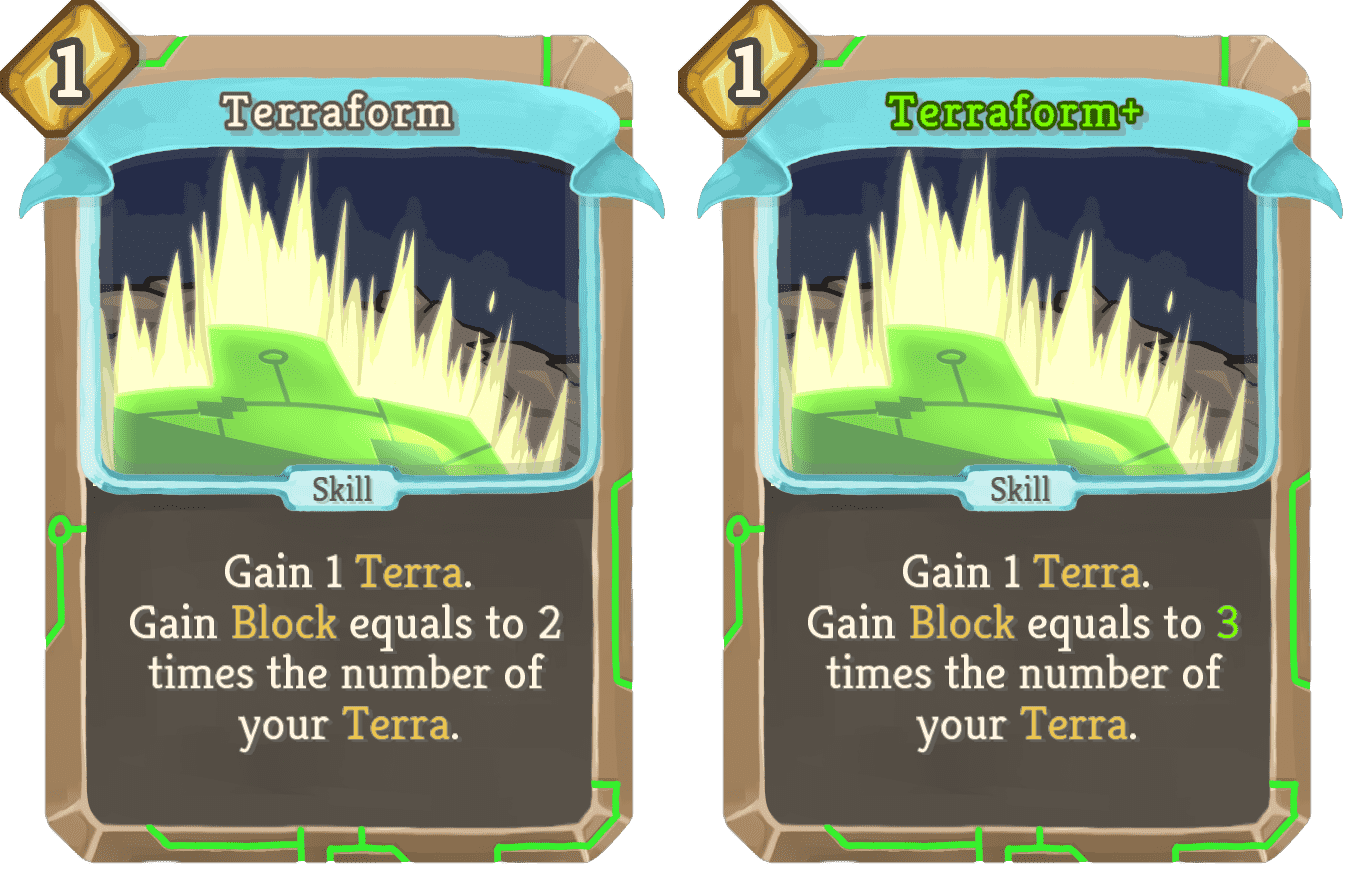 1
Terraform
Skill
Gain 1 Terra.
Gain Block equals to 2
times the number of
your Terra.
1
Terraform+
Skill
Gain 1 Terra.
Gain Block equals to 3
times the number of
your Terra.